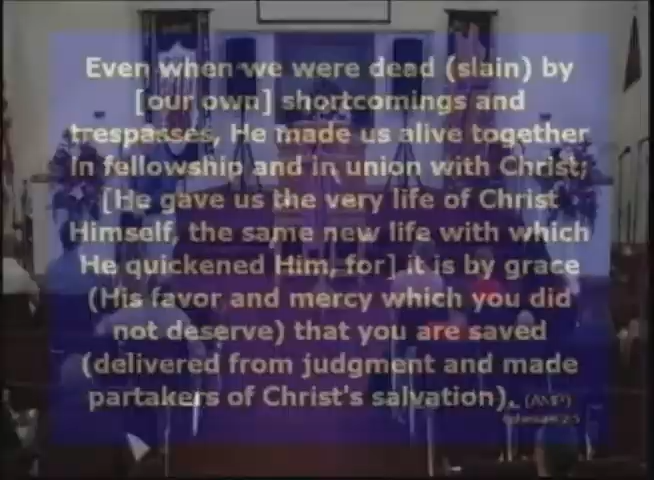 Even when we were dead (slain) by
[our own] shortcomings and
trespasses, He made us alive together
in fellowship and in union with Christ;
[He gave us the very life of Christ
Himself, the same new life with which
He quickened Him, for] it is by grace
(His favor and mercy which you did
not deserve) that you are saved
(delivered from judgment and made
partakers of Christ's salvation). (AMP)
Ephesians 2:5